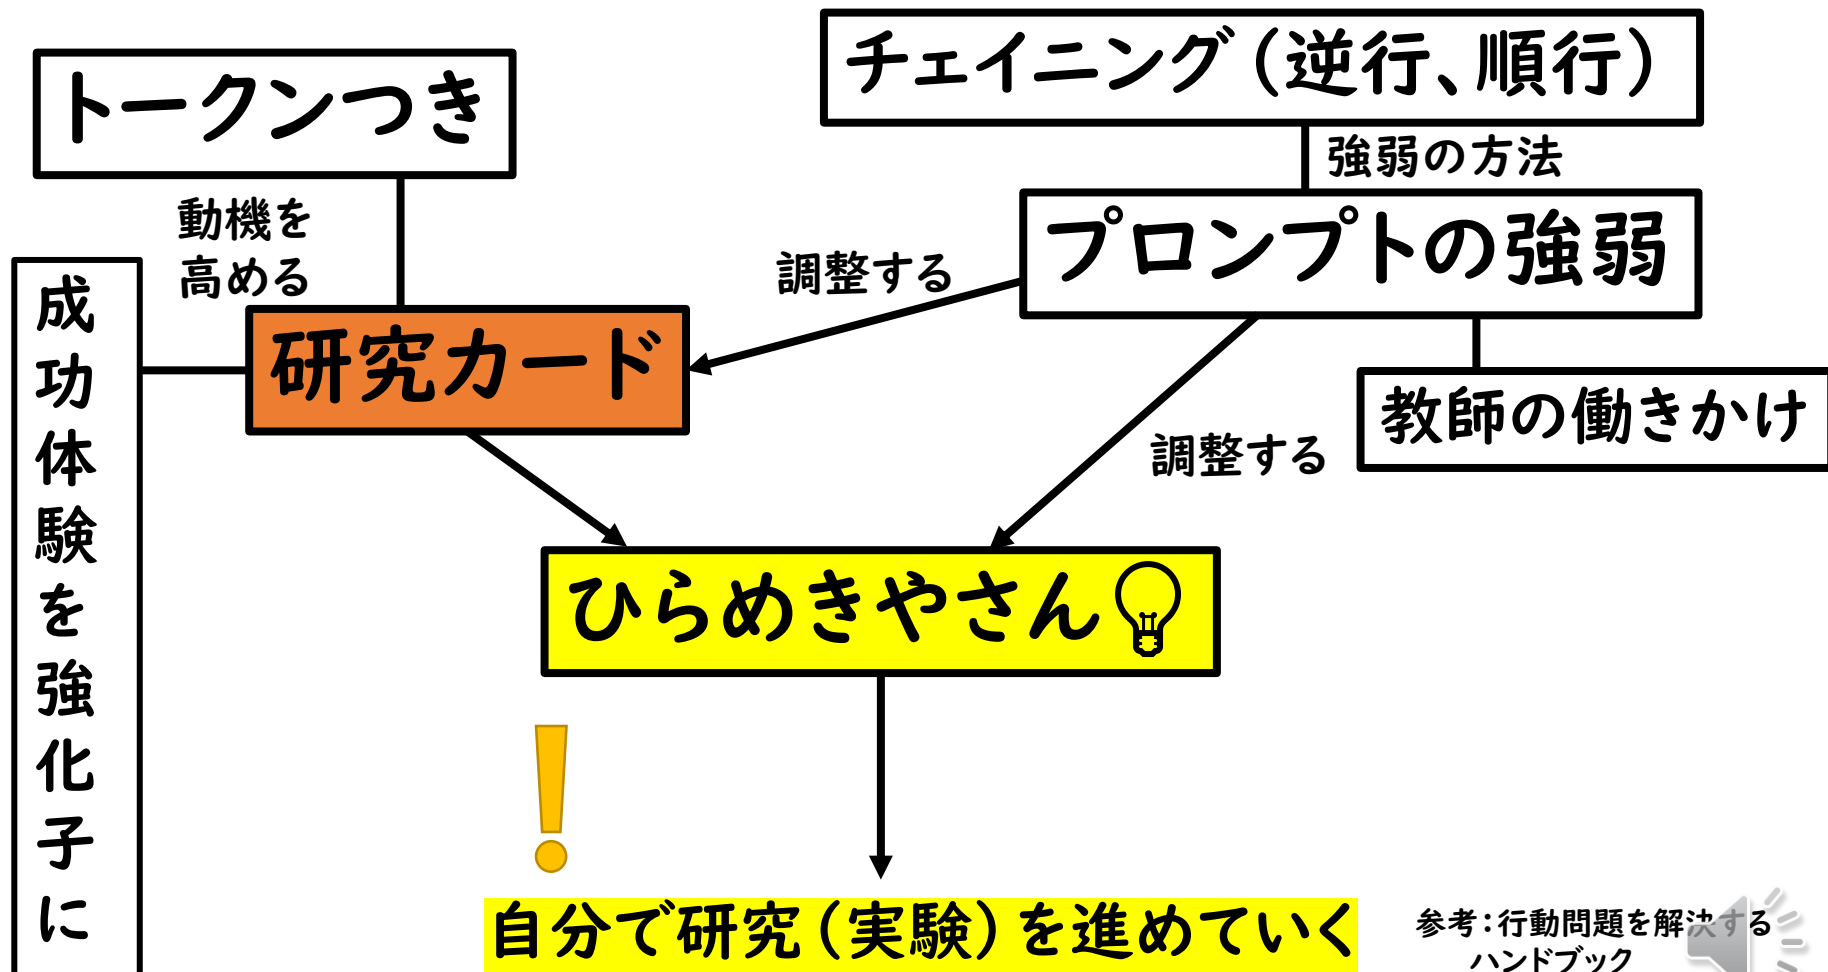 トークンつき
チェイニング（逆行、順行）
強弱の方法
動機を
高める
プロンプトの強弱
調整する
成功体験を強化子に
研究カード
教師の働きかけ
調整する
ひらめきやさん
自分で研究（実験）を進めていく
参考：行動問題を解決する
ハンドブック